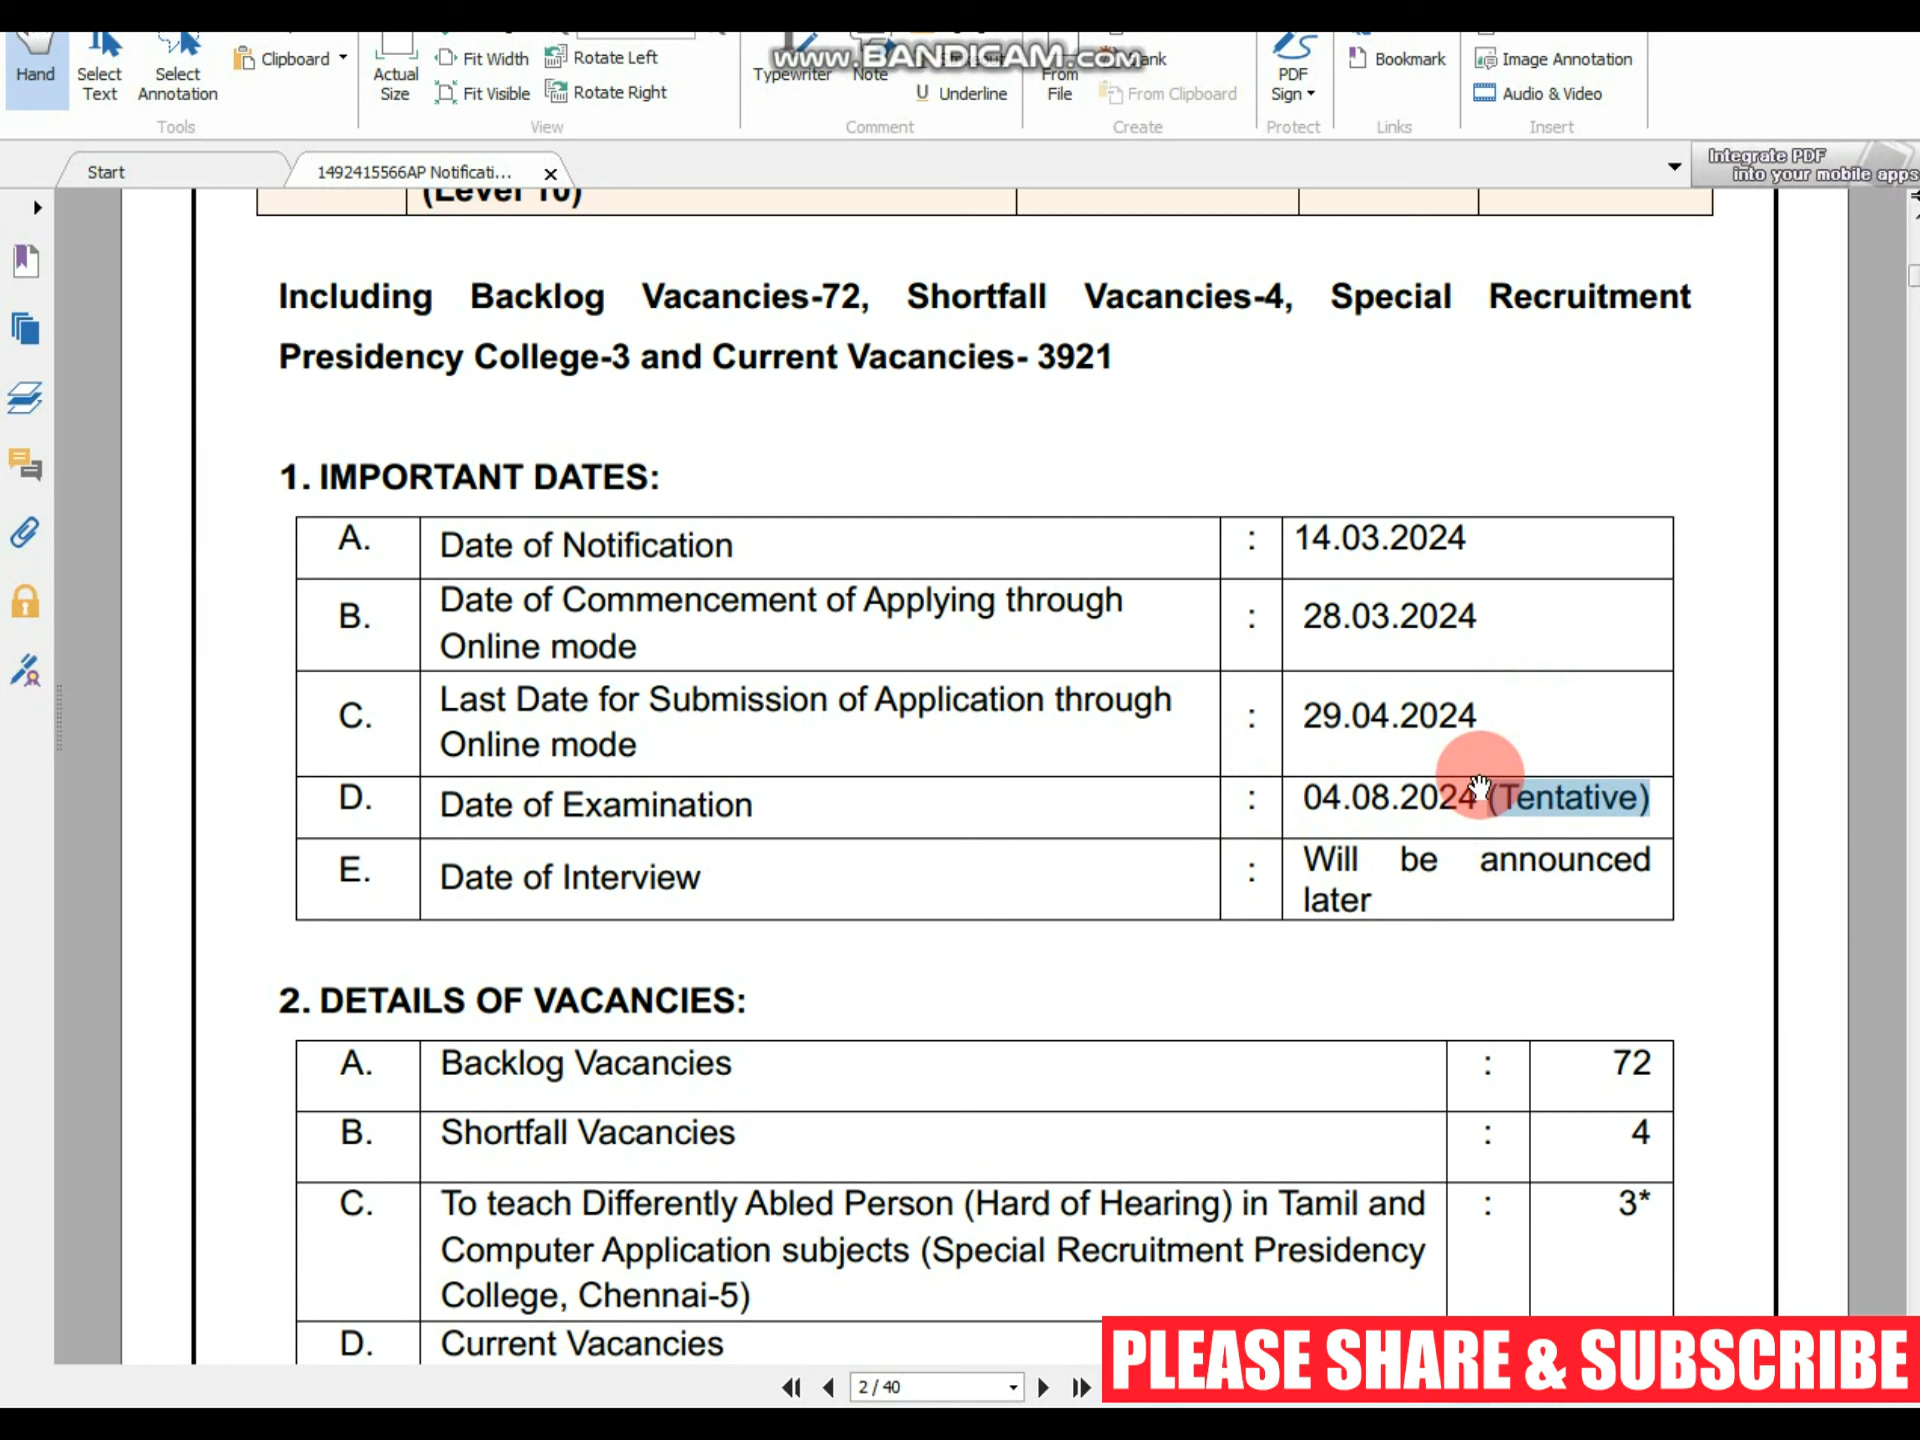 www.BANDICAM.com
Hand
Select
Text
Select
Annotation
Clipboard
Tools
Actual
Size
Fit Width
Fit Visible
Rotate Left
Rotate Right
View
Typewriter
Note
Underline
Comment
From
File
From Clipboard
Create
PDF
Sign
Protect
Bookmark
Links
Image Annotation
Audio & Video
Insert
Start
1492415566AP Notificati...
Integrate PDF
into your mobile apps
(Level 10)
Including Backlog Vacancies-72, Shortfall Vacancies-4, Special Recruitment
Presidency College-3 and Current Vacancies- 3921
1. IMPORTANT DATES:
A. Date of Notification : 14.03.2024
B. Date of Commencement of Applying through
Online mode : 28.03.2024
C. Last Date for Submission of Application through
Online mode : 29.04.2024
D. Date of Examination : 04.08.2024 (Tentative)
E. Date of Interview : Will be announced
later
2. DETAILS OF VACANCIES:
A. Backlog Vacancies : 72
B. Shortfall Vacancies : 4
C. To teach Differently Abled Person (Hard of Hearing) in Tamil and : 3*
Computer Application subjects (Special Recruitment Presidency
College, Chennai-5)
D. Current Vacancies
2 / 40
PLEASE SHARE & SUBSCRIBE